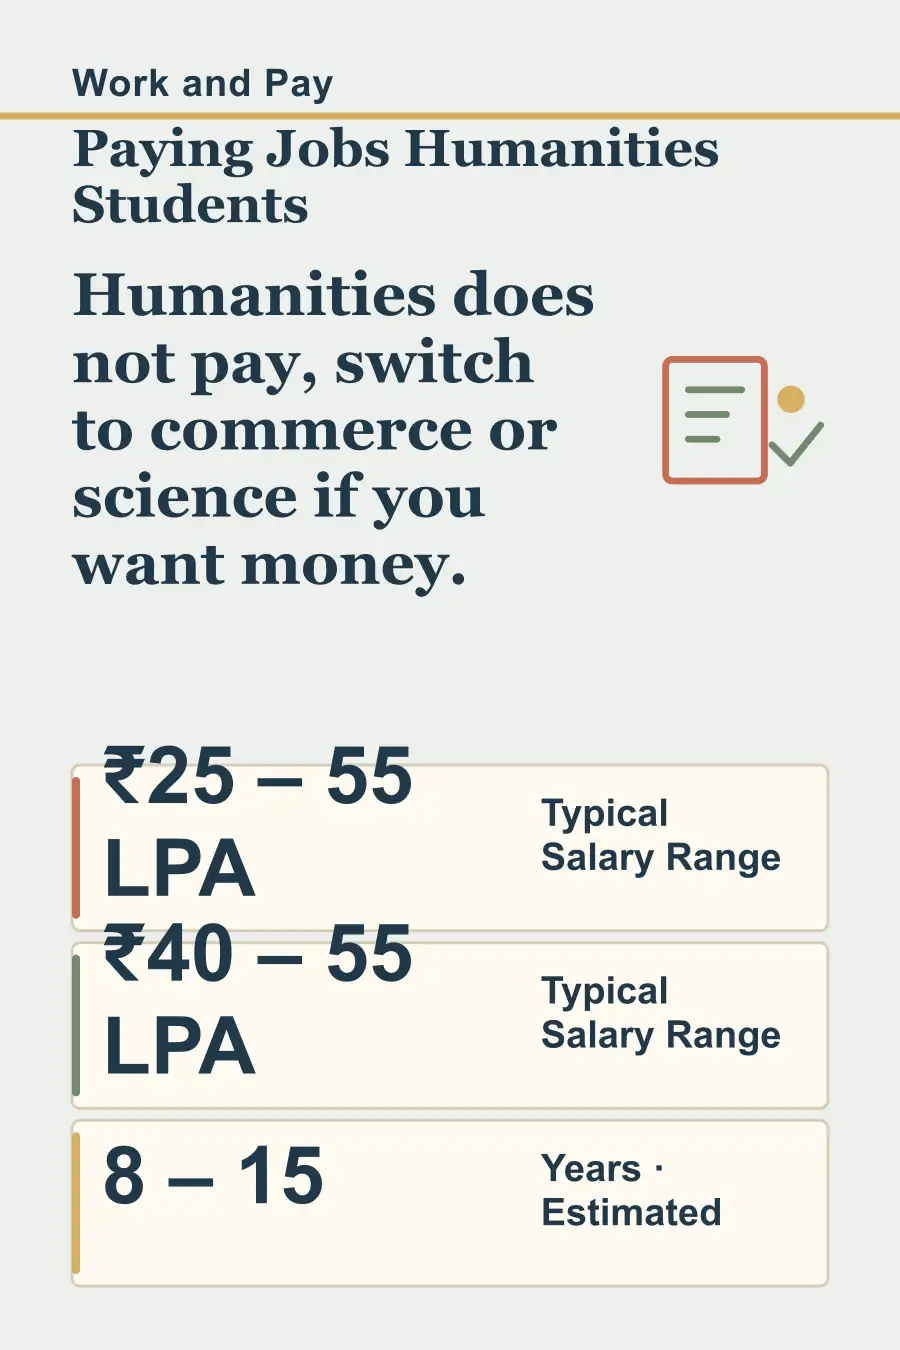 Work and Pay
Paying Jobs Humanities
Students
Humanities does
not pay, switch
to commerce or
science if you
want money.
₹25 – 55
LPA
Typical
Salary Range
₹40 – 55
LPA
Typical
Salary Range
8 – 15
Years ·
Estimated